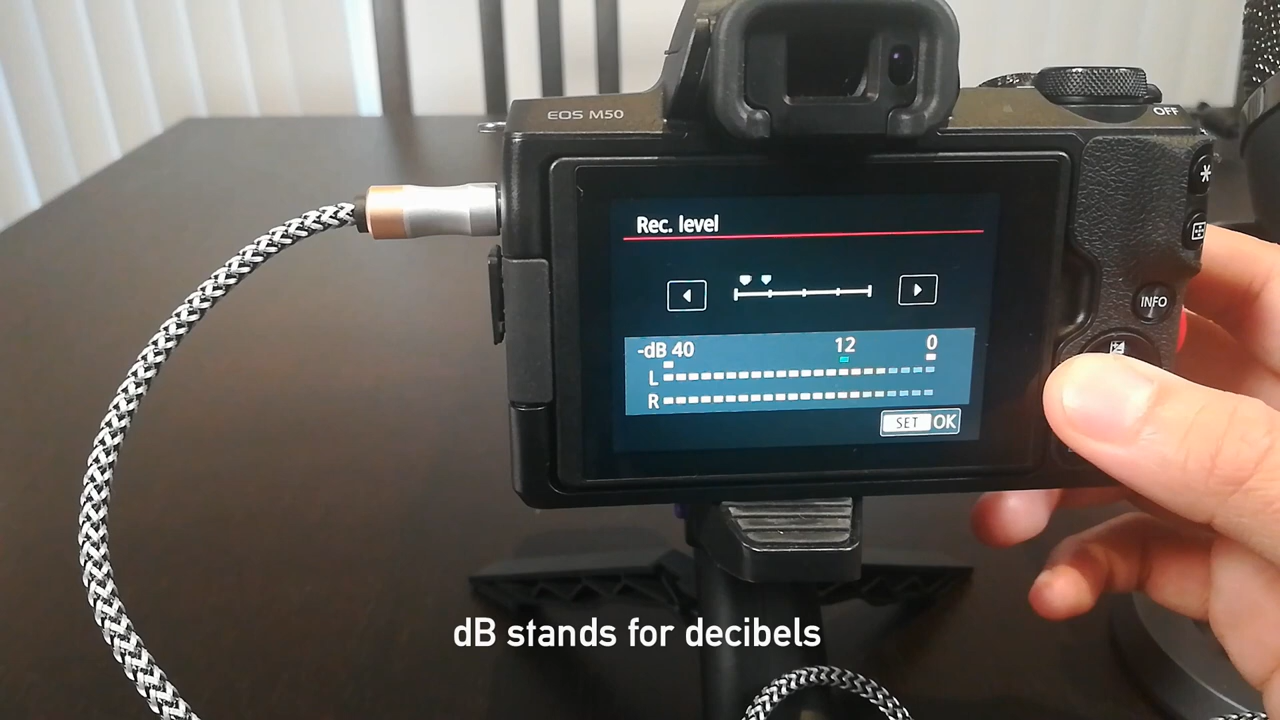 EOS M50
OFF
Rec. level
-dB 40 12 0
L
R
SET OK
INFO
dB stands for decibels